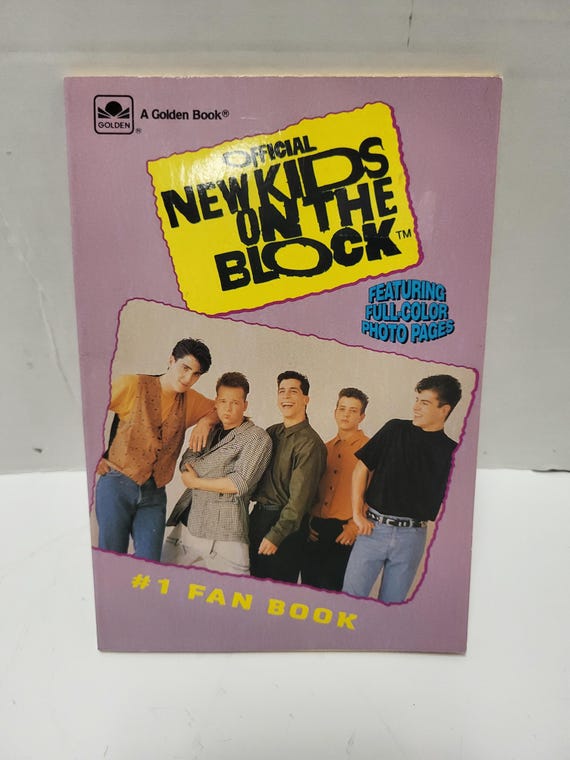 GOLDEN®
A Golden Book®
OFFICIAL
NEW KIDS
ON THE
BLOCK™
FEATURING
FULL-COLOR
PHOTO PAGES
#1 FAN BOOK